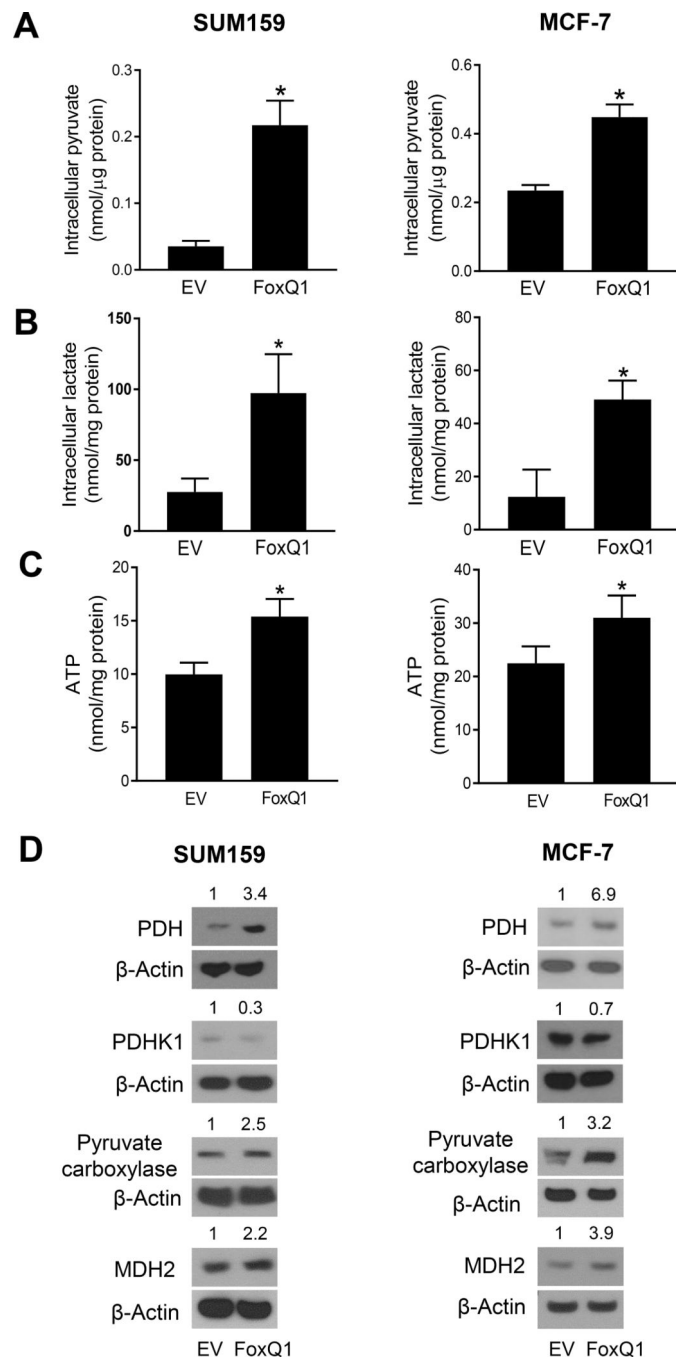 A
SUM159
MCF-7
Intracellular pyruvate
(nmol/μg protein)
0.3
0.2
0.1
0.0
*
EV
FoxQ1
Intracellular pyruvate
(nmol/μg protein)
0.6
0.4
0.2
0.0
*
EV
FoxQ1
B
Intracellular lactate
(nmol/mg protein)
150
100
50
0
*
EV
FoxQ1
Intracellular lactate
(nmol/mg protein)
80
60
40
20
0
*
EV
FoxQ1
C
ATP
(nmol/mg protein)
20
15
10
5
0
*
EV
FoxQ1
ATP
(nmol/mg protein)
40
30
20
10
0
*
EV
FoxQ1
D
SUM159
1 3.4
PDH
β-Actin
1 0.3
PDHK1
β-Actin
1 2.5
Pyruvate
carboxylase
β-Actin
1 2.2
MDH2
β-Actin
EV FoxQ1
MCF-7
1 6.9
PDH
β-Actin
1 0.7
PDHK1
β-Actin
1 3.2
Pyruvate
carboxylase
β-Actin
1 3.9
MDH2
β-Actin
EV FoxQ1